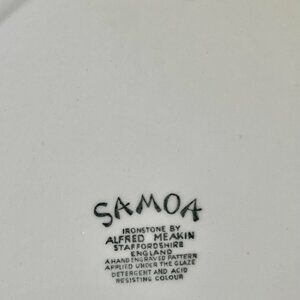 SAMOA
IRONSTONE BY
ALFRED MEAKIN
STAFFORDSHIRE
ENGLAND
A HAND ENGRAVED PATTERN
APPLIED UNDER THE GLAZE
DETERGENT AND ACID
RESISTING COLOUR